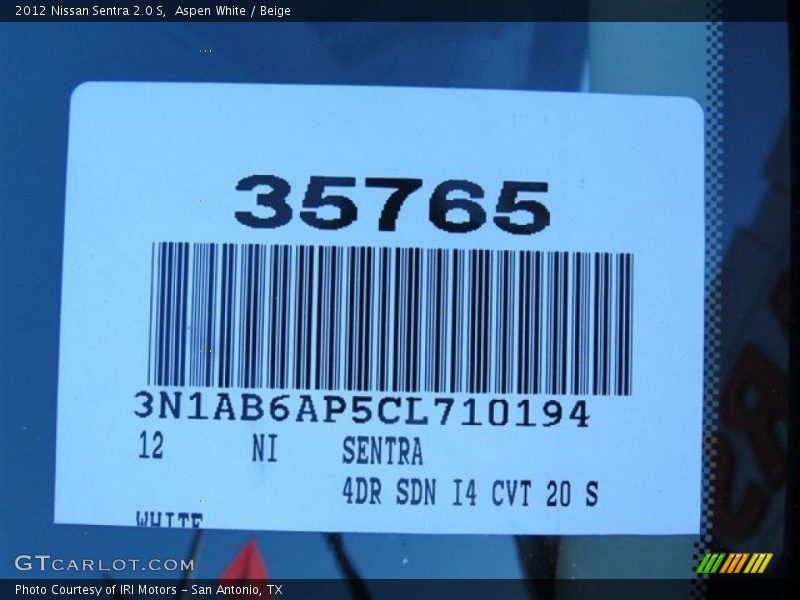 2012 Nissan Sentra 2.0 S,  Aspen White / Beige
35765
3N1AB6AP5CL710194
12 NI SENTRA
4DR SDN I4 CVT 20 S
WHITE
GTCARLOT.COM
Photo Courtesy of IRI Motors – San Antonio, TX